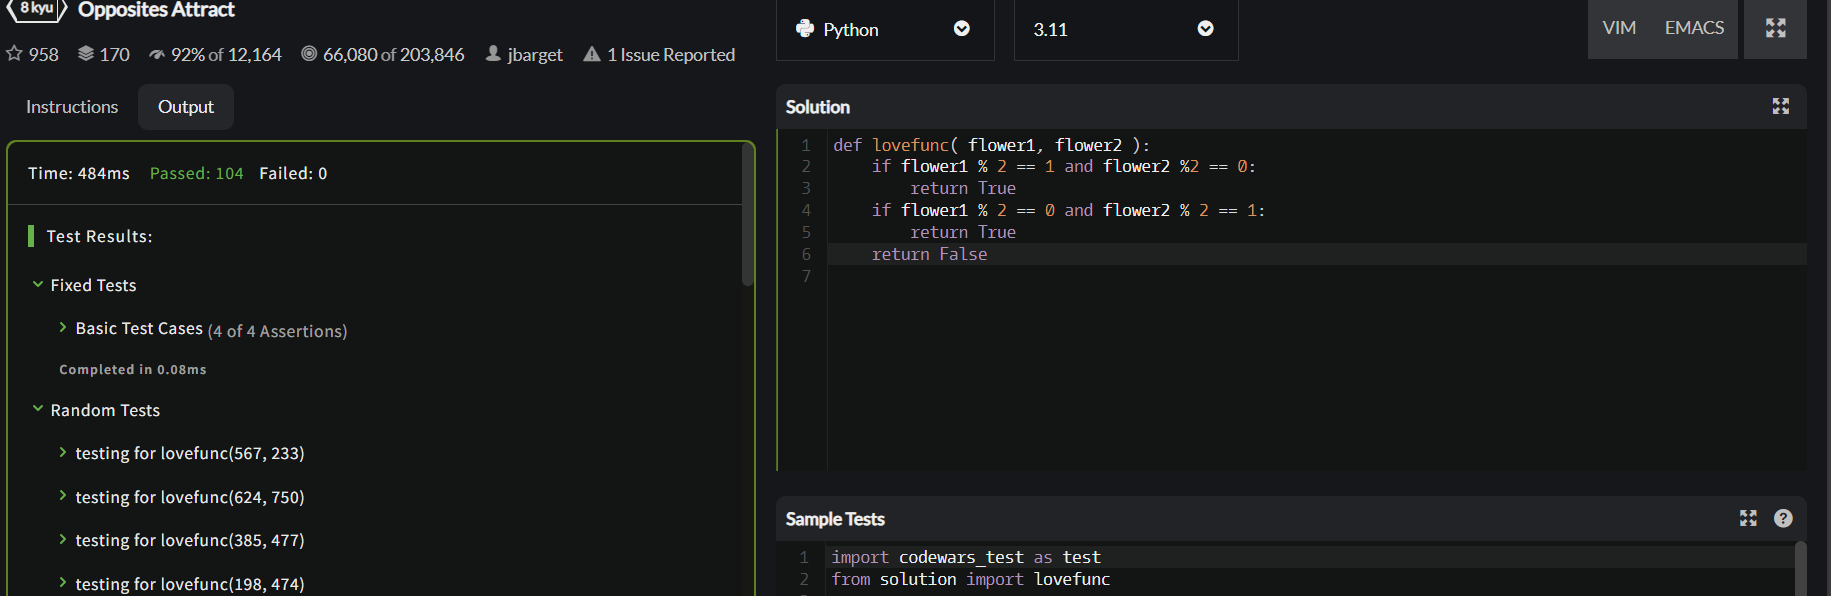 8 kyu Opposites Attract
958 170 92% of 12,164 66,080 of 203,846 jbarget 1 Issue Reported
Instructions Output
Time: 484ms Passed: 104 Failed: 0
Test Results:
Fixed Tests
Basic Test Cases (4 of 4 Assertions)
Completed in 0.08ms
Random Tests
testing for lovefunc(567, 233)
testing for lovefunc(624, 750)
testing for lovefunc(385, 477)
testing for lovefunc(198, 474)
Python 3.11 VIM EMACS
Solution
1 def lovefunc( flower1, flower2 ):
2 if flower1 % 2 == 1 and flower2 %2 == 0:
3 return True
4 if flower1 % 2 == 0 and flower2 % 2 == 1:
5 return True
6 return False
7
Sample Tests ?
1 import codewars_test as test
2 from solution import lovefunc